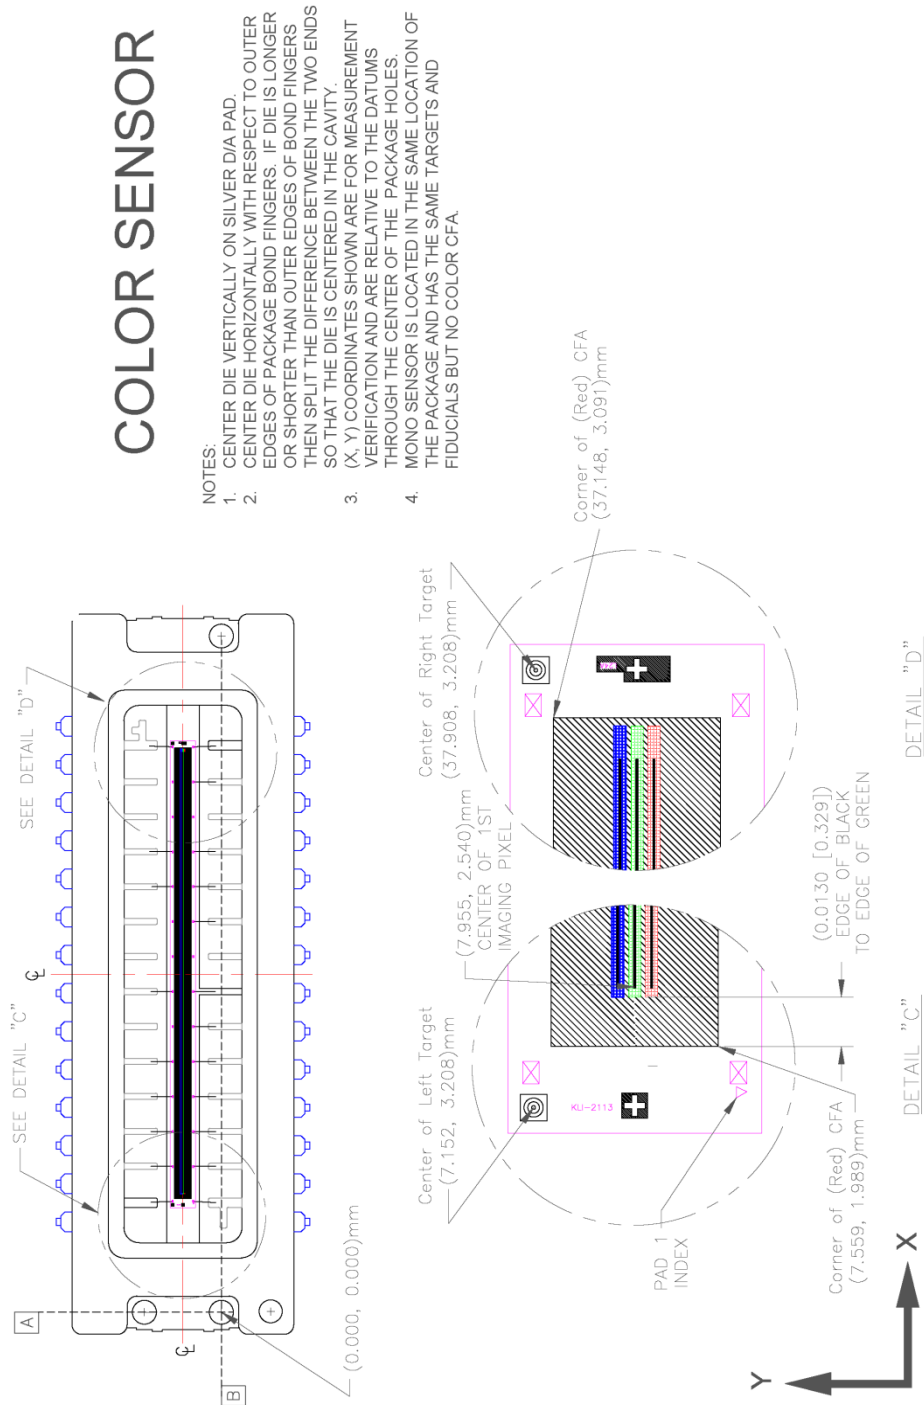 COLOR SENSOR
NOTES:
1. CENTER DIE VERTICALLY ON SILVER D/A PAD.
2. CENTER DIE HORIZONTALLY WITH RESPECT TO OUTER
EDGES OF PACKAGE BOND FINGERS. IF DIE IS LONGER
OR SHORTER THAN OUTER EDGES OF BOND FINGERS
THEN SPLIT THE DIFFERENCE BETWEEN THE TWO ENDS
SO THAT THE DIE IS CENTERED IN THE CAVITY.
3. (X, Y) COORDINATES SHOWN ARE FOR MEASUREMENT
VERIFICATION AND ARE RELATIVE TO THE DATUMS
THROUGH THE CENTER OF THE PACKAGE HOLES.
4. MONO SENSOR IS LOCATED IN THE SAME LOCATION OF
THE PACKAGE AND HAS THE SAME TARGETS AND
FIDUCIALS BUT NO COLOR CFA.
SEE DETAIL "C"
SEE DETAIL "D"
A
B
(0.000, 0.000)mm
Center of Left Target
(7.152, 3.208)mm
(7.955, 2.540)mm
CENTER OF 1ST
IMAGING PIXEL
Center of Right Target
(37.908, 3.208)mm
Corner of (Red) CFA
(37.148, 3.091)mm
KLI-2113
PAD 1
INDEX
Corner of (Red) CFA
(7.559, 1.989)mm
(0.0130 [0.329])
EDGE OF BLACK
TO EDGE OF GREEN
DETAIL "C"
DETAIL "D"
Y
X